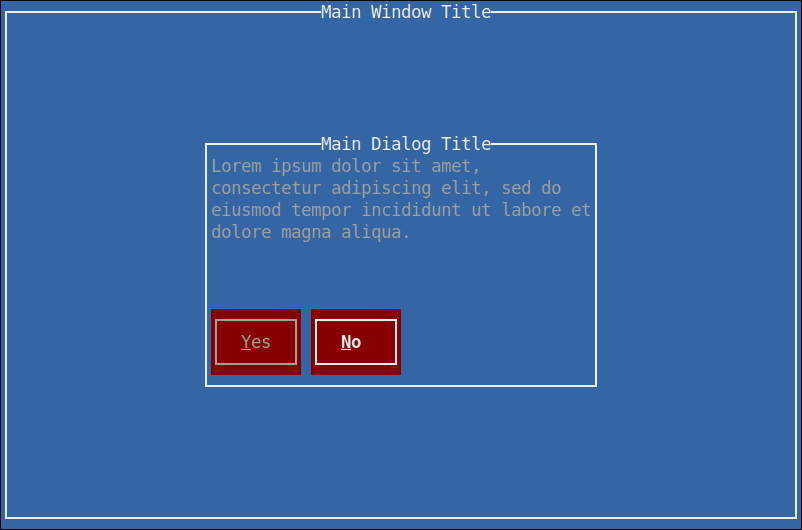 Main Window Title
Main Dialog Title
Lorem ipsum dolor sit amet,
consectetur adipiscing elit, sed do
eiusmod tempor incididunt ut labore et
dolore magna aliqua.
Yes No